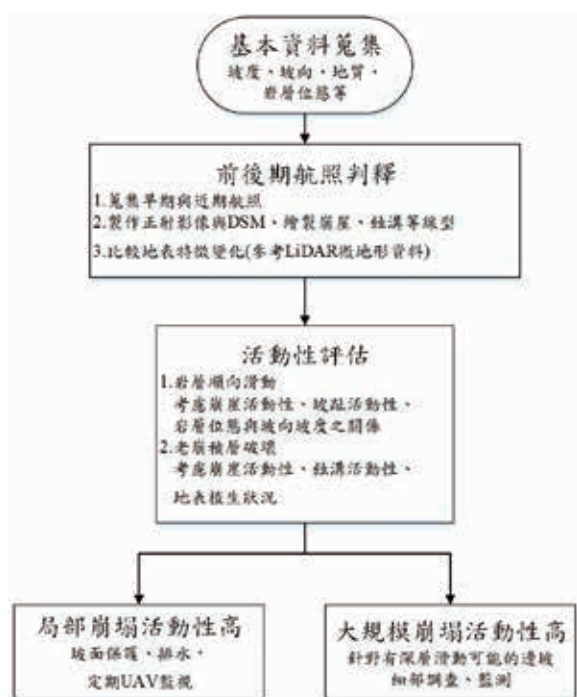 基本資料蒐集
坡度、坡向、地質、
岩層位態等
前後期航照判釋
1.蒐集早期與近期航照
2.製作正射影像與DSM、繪製崩崖、蝕溝等線型
3.比較地表特徵變化(參考LiDAR微地形資料)
活動性評估
1.岩層順向滑動
考慮崩崖活動性、坡趾活動性、
岩層位態與坡向坡度之關係
2.老崩積層破壞
考慮崩崖活動性、蝕溝活動性、
地表植生狀況
局部崩塌活動性高
坡面保護、排水，
定期UAV監視
大規模崩塌活動性高
針對有深層滑動可能的邊坡
細部調查、監測